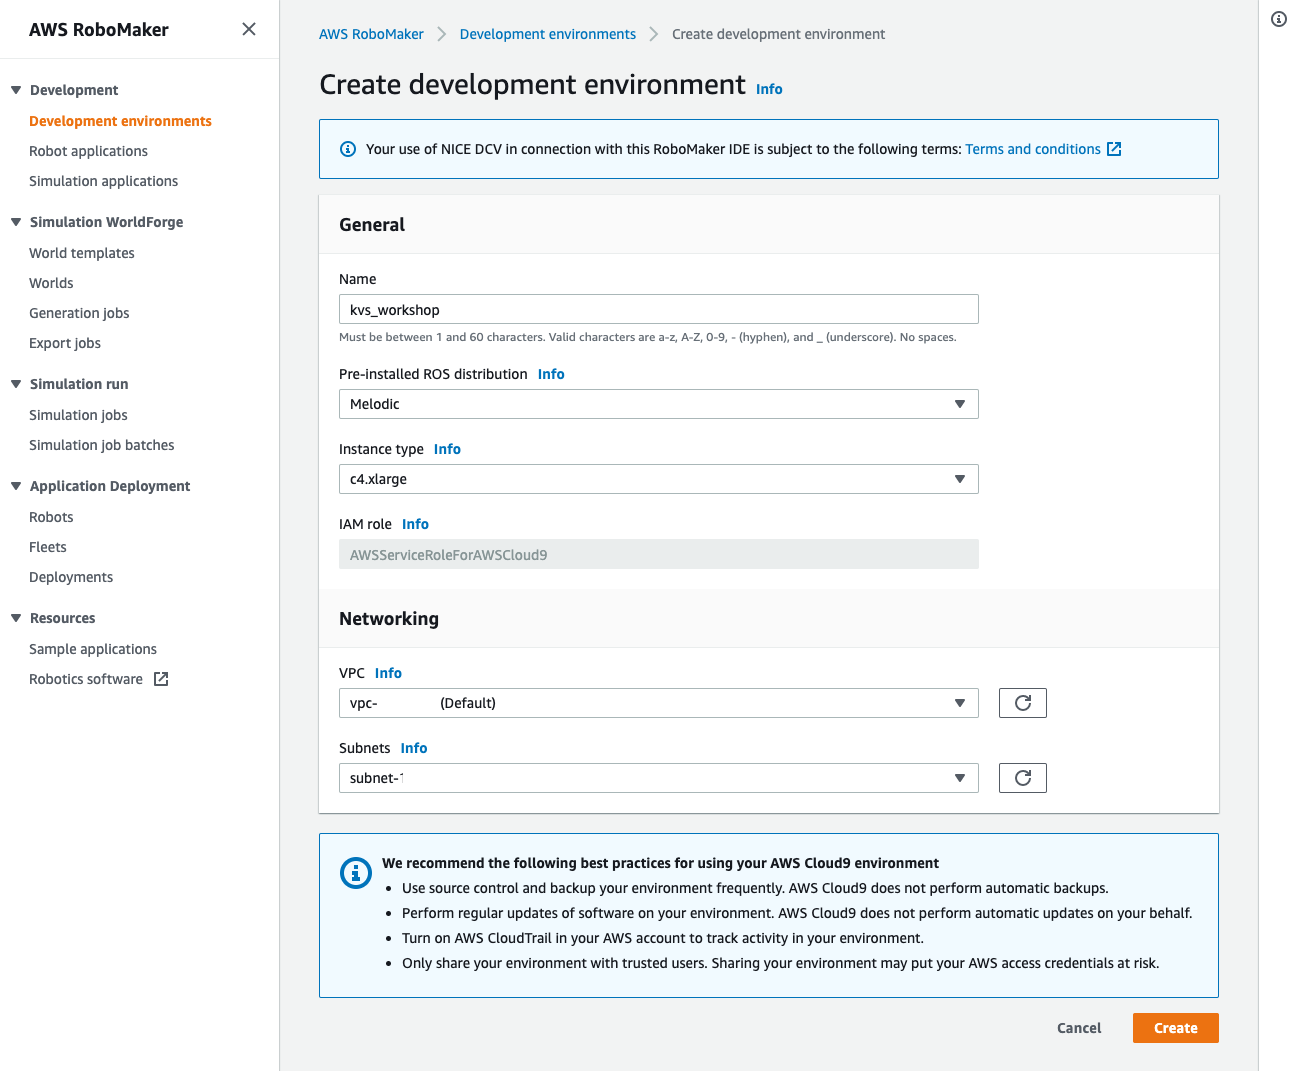 AWS RoboMaker
Development
Development environments
Robot applications
Simulation applications
Simulation WorldForge
World templates
Worlds
Generation jobs
Export jobs
Simulation run
Simulation jobs
Simulation job batches
Application Deployment
Robots
Fleets
Deployments
Resources
Sample applications
Robotics software
AWS RoboMaker Development environments Create development environment
Create development environment Info
Your use of NICE DCV in connection with this RoboMaker IDE is subject to the following terms: Terms and conditions
General
Name
kvs_workshop
Must be between 1 and 60 characters. Valid characters are a-z, A-Z, 0-9, - (hyphen), and _ (underscore). No spaces.
Pre-installed ROS distribution Info
Melodic
Instance type Info
c4.xlarge
IAM role Info
AWSServiceRoleForAWSCloud9
Networking
VPC Info
vpc- (Default)
Subnets Info
subnet-
We recommend the following best practices for using your AWS Cloud9 environment
• Use source control and backup your environment frequently. AWS Cloud9 does not perform automatic backups.
• Perform regular updates of software on your environment. AWS Cloud9 does not perform automatic updates on your behalf.
• Turn on AWS CloudTrail in your AWS account to track activity in your environment.
• Only share your environment with trusted users. Sharing your environment may put your AWS access credentials at risk.
Cancel Create